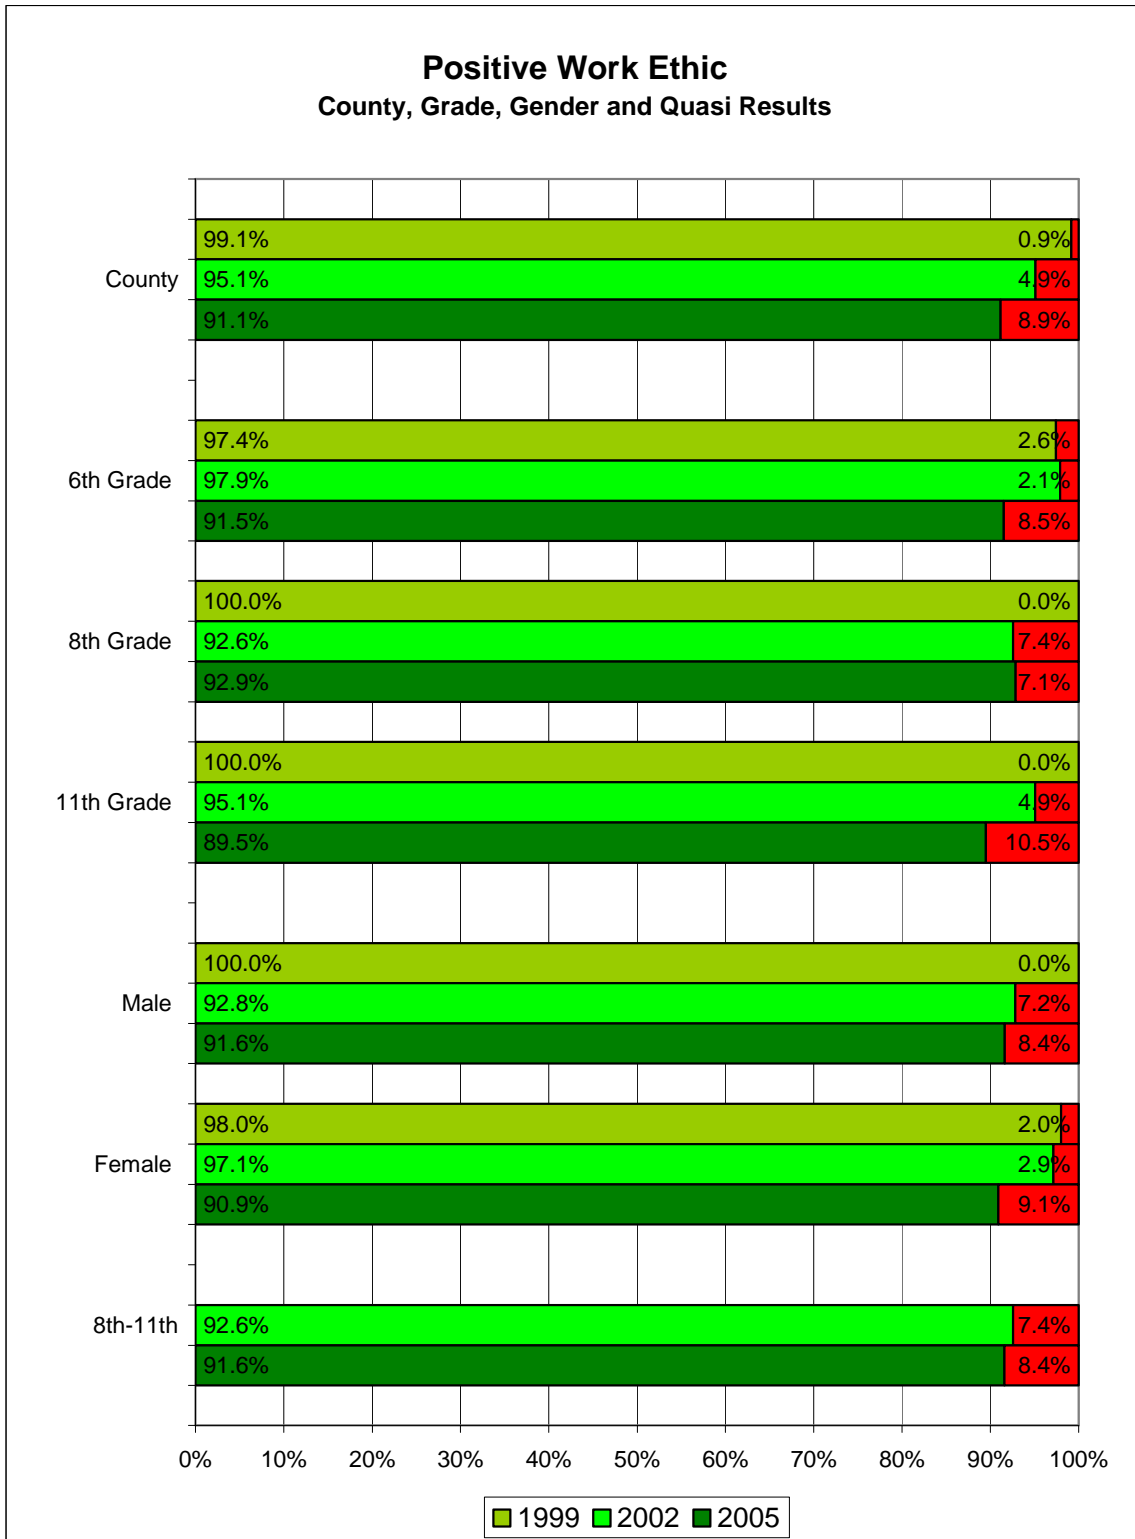 Positive Work Ethic
County, Grade, Gender and Quasi Results
99.1% 0.9%
County 95.1% 4.9%
91.1% 8.9%
97.4% 2.6%
6th Grade 97.9% 2.1%
91.5% 8.5%
100.0% 0.0%
8th Grade 92.6% 7.4%
92.9% 7.1%
100.0% 0.0%
11th Grade 95.1% 4.9%
89.5% 10.5%
100.0% 0.0%
Male 92.8% 7.2%
91.6% 8.4%
98.0% 2.0%
Female 97.1% 2.9%
90.9% 9.1%
8th-11th 92.6% 7.4%
91.6% 8.4%
0% 10% 20% 30% 40% 50% 60% 70% 80% 90% 100%
1999 2002 2005